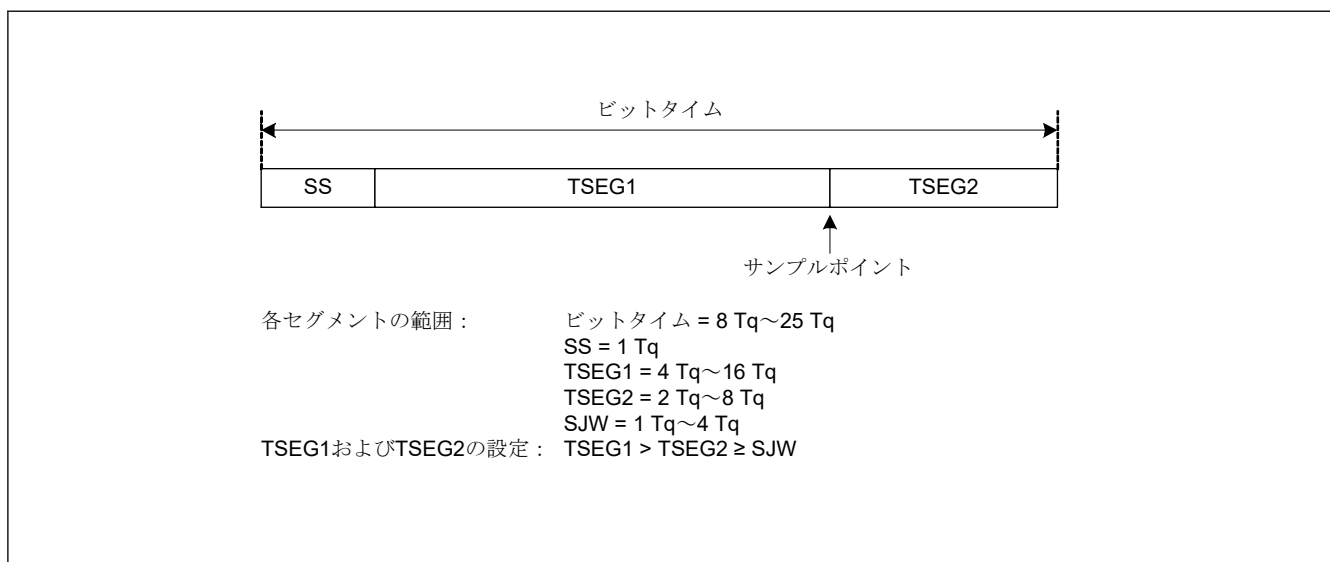 ビットタイム
SS TSEG1 TSEG2
サンプルポイント
各セグメントの範囲： ビットタイム = 8 Tq～25 Tq
SS = 1 Tq
TSEG1 = 4 Tq～16 Tq
TSEG2 = 2 Tq～8 Tq
SJW = 1 Tq～4 Tq
TSEG1およびTSEG2の設定： TSEG1 > TSEG2 ≥ SJW